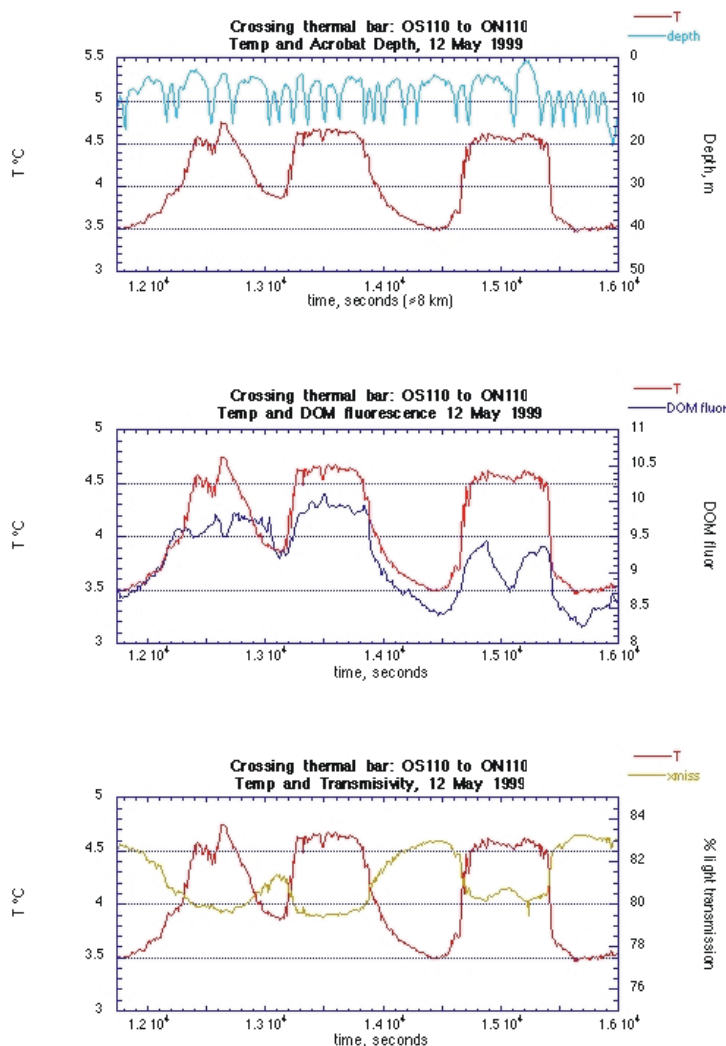 Crossing thermal bar: OS110 to ON110
Temp and Acrobat Depth, 12 May 1999
T
depth
5.5
5
4.5
4
3.5
3
T °C
0
10
20
30
40
50
Depth, m
1.2 10⁴
1.3 10⁴
1.4 10⁴
1.5 10⁴
1.6 10⁴
time, seconds (≠8 km)
Crossing thermal bar: OS110 to ON110
Temp and DOM fluorescence 12 May 1999
T
DOM fluor
5
4.5
4
3.5
3
T °C
11
10.5
10
9.5
9
8.5
8
DOM fluor
1.2 10⁴
1.3 10⁴
1.4 10⁴
1.5 10⁴
1.6 10⁴
time, seconds
Crossing thermal bar: OS110 to ON110
Temp and Transmisivity, 12 May 1999
T
xmiss
5
4.5
4
3.5
3
T °C
84
82
80
78
76
% light transmission
1.2 10⁴
1.3 10⁴
1.4 10⁴
1.5 10⁴
1.6 10⁴
time, seconds